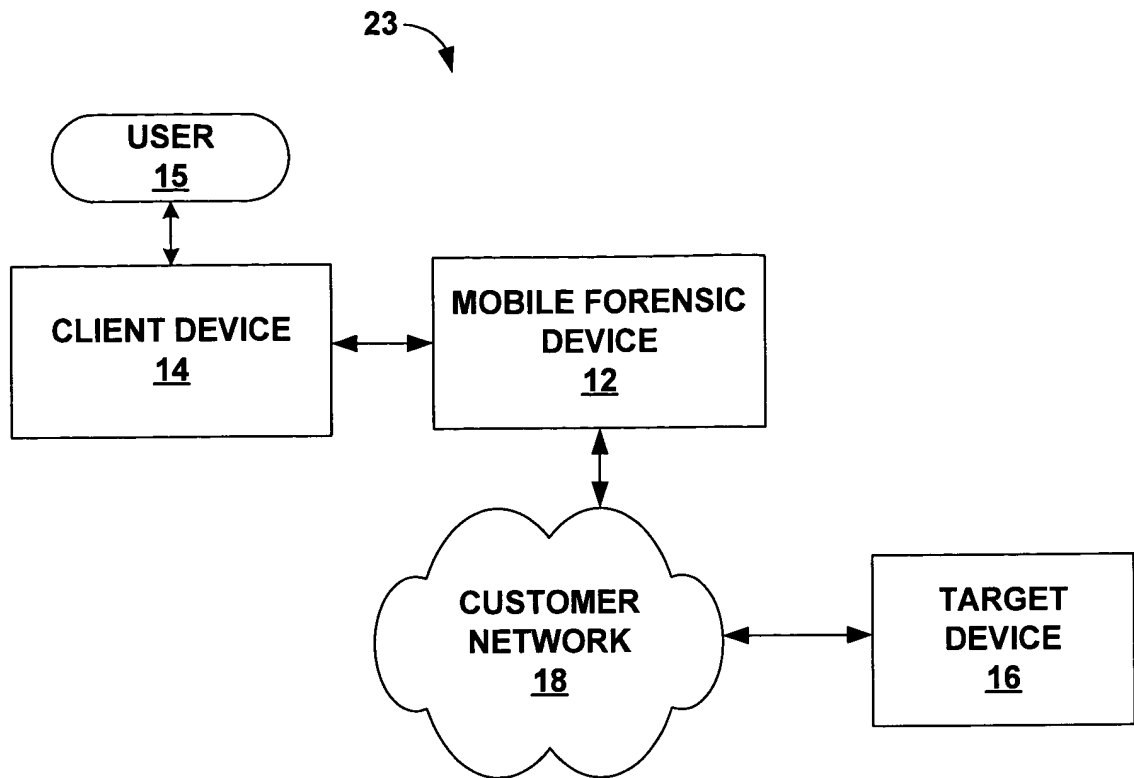 23
USER
15
CLIENT DEVICE
14
MOBILE FORENSIC
DEVICE
12
CUSTOMER
NETWORK
18
TARGET
DEVICE
16